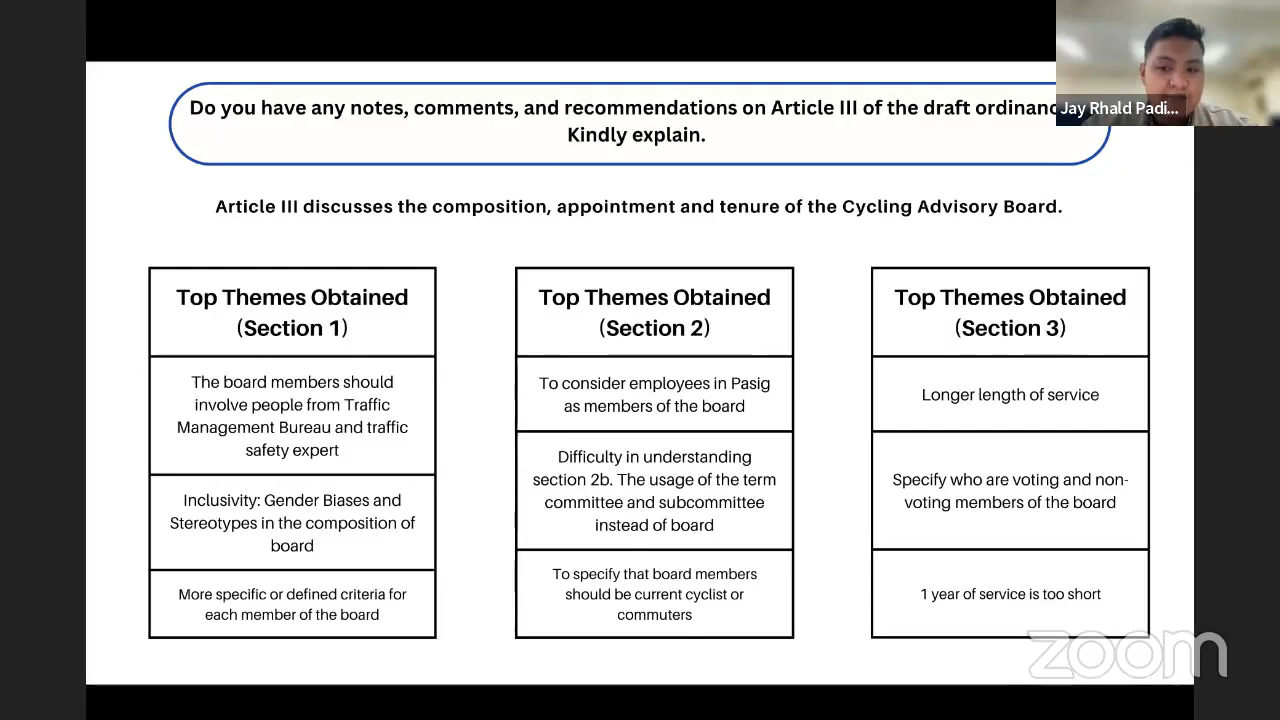 Do you have any notes, comments, and recommendations on Article III of the draft ordinanc
Kindly explain.
Jay Rhald Padi...
Article III discusses the composition, appointment and tenure of the Cycling Advisory Board.
Top Themes Obtained
(Section 1)
The board members should
involve people from Traffic
Management Bureau and traffic
safety expert
Inclusivity: Gender Biases and
Stereotypes in the composition of
board
More specific or defined criteria for
each member of the board
Top Themes Obtained
(Section 2)
To consider employees in Pasig
as members of the board
Difficulty in understanding
section 2b. The usage of the term
committee and subcommittee
instead of board
To specify that board members
should be current cyclist or
commuters
Top Themes Obtained
(Section 3)
Longer length of service
Specify who are voting and non-
voting members of the board
1 year of service is too short
zoom